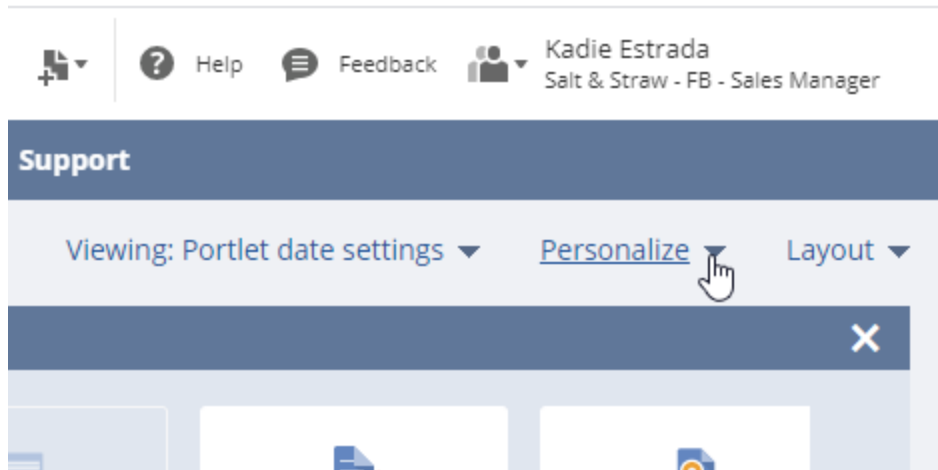 Help
Feedback
Kadie Estrada
Salt & Straw - FB - Sales Manager
Support
Viewing: Portlet date settings
Personalize
Layout